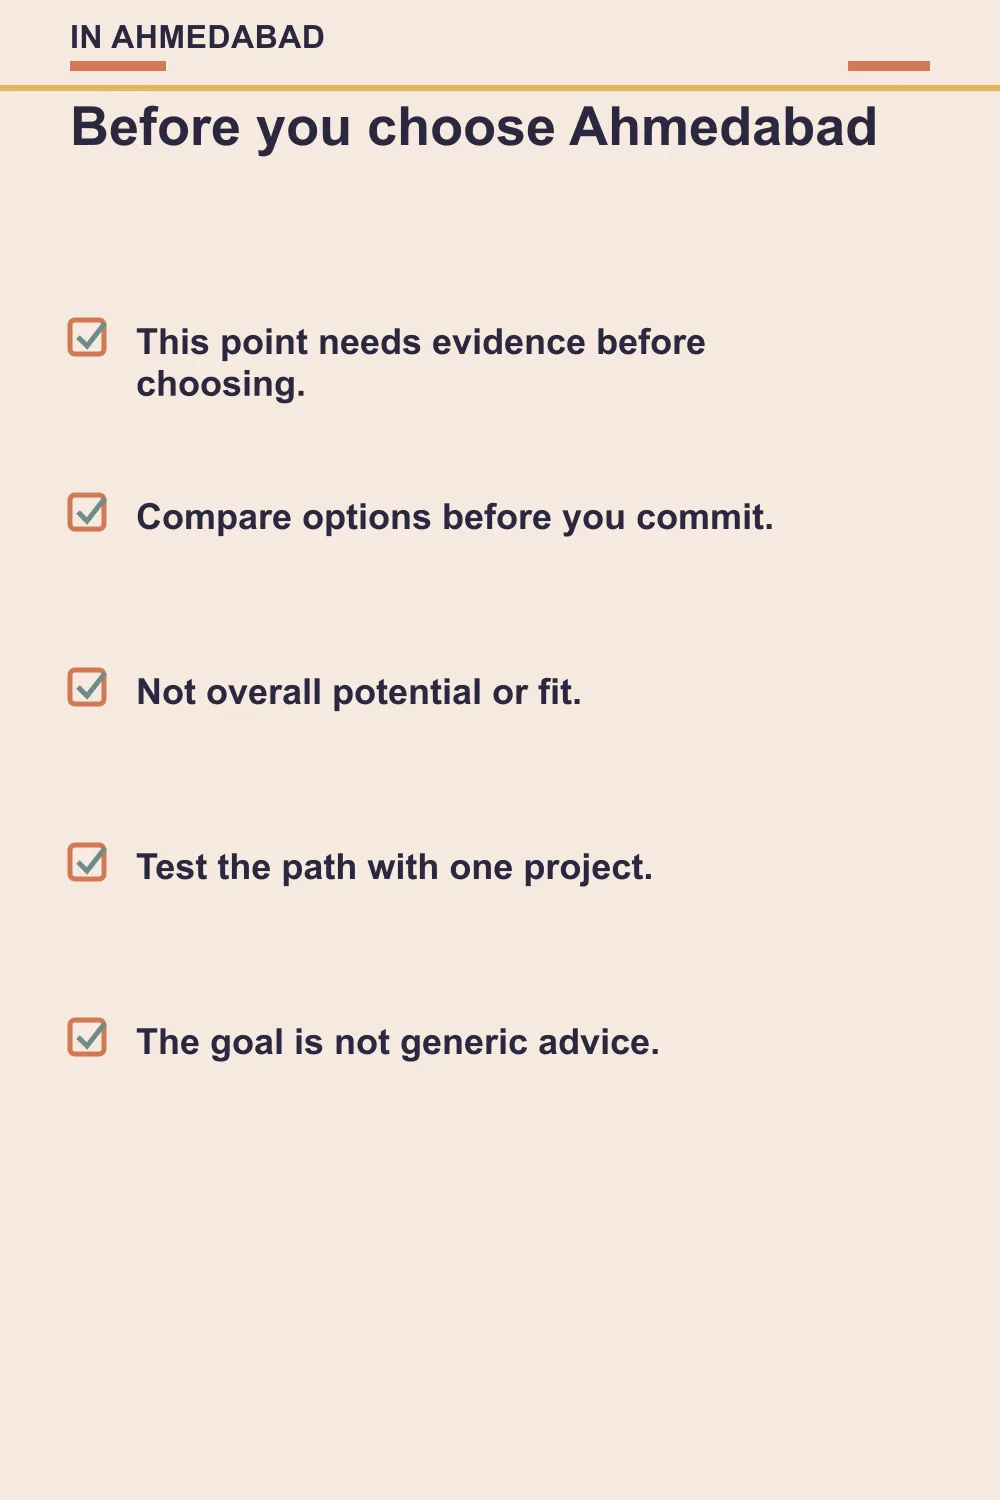 IN AHMEDABAD
Before you choose Ahmedabad
This point needs evidence before
choosing.
Compare options before you commit.
Not overall potential or fit.
Test the path with one project.
The goal is not generic advice.